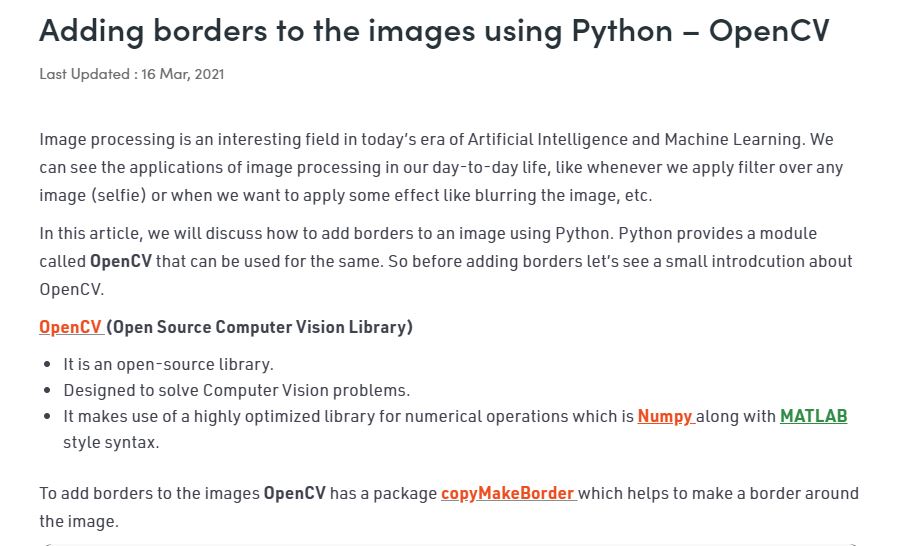 Adding borders to the images using Python – OpenCV
Last Updated : 16 Mar, 2021
Image processing is an interesting field in today’s era of Artificial Intelligence and Machine Learning. We
can see the applications of image processing in our day-to-day life, like whenever we apply filter over any
image (selfie) or when we want to apply some effect like blurring the image, etc.
In this article, we will discuss how to add borders to an image using Python. Python provides a module
called OpenCV that can be used for the same. So before adding borders let’s see a small introdcution about
OpenCV.
OpenCV (Open Source Computer Vision Library)
• It is an open-source library.
• Designed to solve Computer Vision problems.
• It makes use of a highly optimized library for numerical operations which is Numpy along with MATLAB
style syntax.
To add borders to the images OpenCV has a package copyMakeBorder which helps to make a border around
the image.